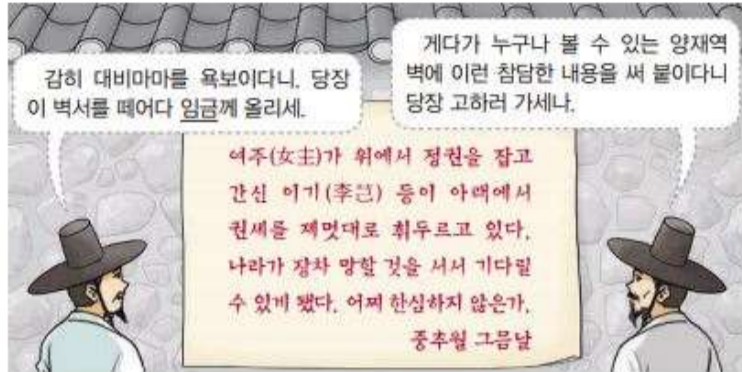 감히 대비마마를 욕보이다니. 당장
이 벽서를 떼어다 임금께 올리세.
게다가 누구나 볼 수 있는 양재역
벽에 이런 참담한 내용을 써 붙이다니
당장 고하러 가세나.
여주(女主)가 위에서 정권을 잡고
간신 이기(李芑) 등이 아래에서
권세를 제멋대로 휘두르고 있다.
나라가 장차 망할 것을 서서 기다릴
수 있게 됐다. 어찌 한심하지 않은가.
중추월 그믐날